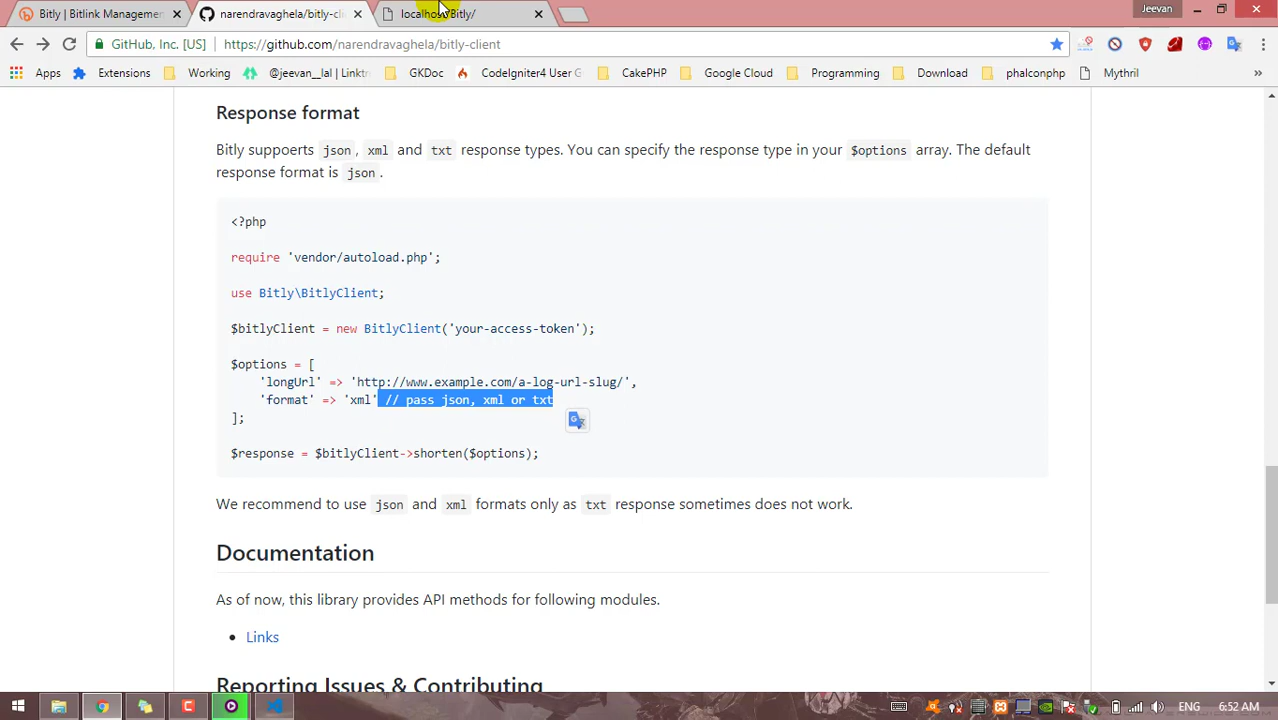 Bitly | Bitlink Managemen
narendravaghela/bitly-cli
localhost/Bitly/
Jeevan
GitHub, Inc. [US]
https://github.com/narendravaghela/bitly-client
Apps
Extensions
Working
@jeevan__lal | Linktr
GKDoc
CodeIgniter4 User G
CakePHP
Google Cloud
Programming
Download
phalconphp
Mythril
»
Response format
Bitly suppoerts json, xml and txt response types. You can specify the response type in your $options array. The default
response format is json.
<?php
require 'vendor/autoload.php';
use Bitly\BitlyClient;
$bitlyClient = new BitlyClient('your-access-token');
$options = [
'longUrl' => 'http://www.example.com/a-log-url-slug/',
'format' => 'xml' // pass json, xml or txt
];
$response = $bitlyClient->shorten($options);
We recommend to use json and xml formats only as txt response sometimes does not work.
Documentation
As of now, this library provides API methods for following modules.
• Links
Reporting Issues & Contributing
ENG
6:52 AM